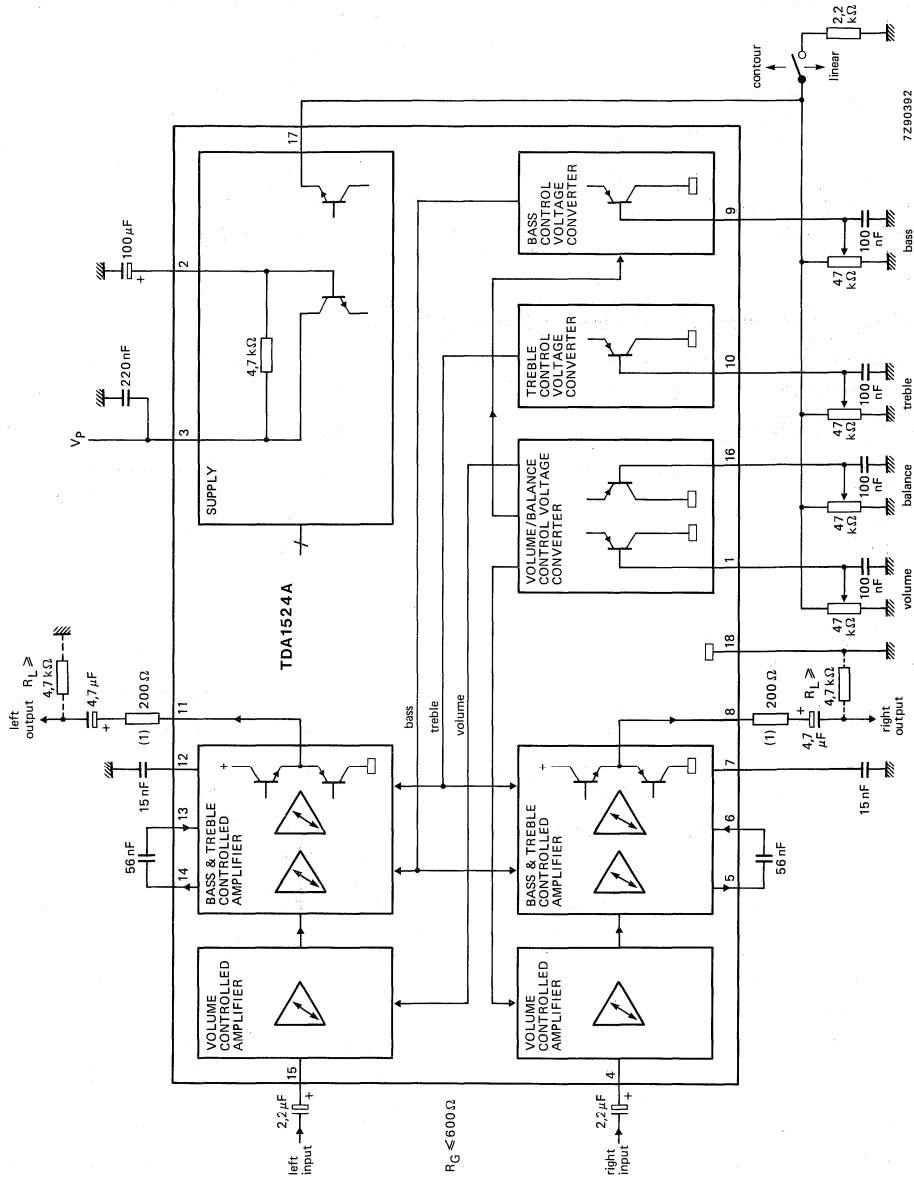 left input
2,2 µF
+
15
VOLUME CONTROLLED AMPLIFIER
R_G ≤ 600 Ω
right input
2,2 µF
+
4
VOLUME CONTROLLED AMPLIFIER
56 nF
14
13
15 nF
12
BASS & TREBLE CONTROLLED AMPLIFIER
+
11
(1)
200 Ω
+
4,7 µF
left output
R_L ≥ 4,7 kΩ
bass
treble
volume
BASS & TREBLE CONTROLLED AMPLIFIER
+
5
6
56 nF
7
15 nF
8
(1)
200 Ω
4,7 µF
+
R_L ≥ 4,7 kΩ
right output
18
TDA1524A
SUPPLY
V_P
3
220 nF
4,7 kΩ
2
100 µF
+
17
VOLUME/BALANCE CONTROL VOLTAGE CONVERTER
1
16
TREBLE CONTROL VOLTAGE CONVERTER
10
BASS CONTROL VOLTAGE CONVERTER
9
47 kΩ
100 nF
volume
47 kΩ
100 nF
balance
47 kΩ
100 nF
treble
47 kΩ
100 nF
bass
contour
linear
2,2 kΩ
7Z90392